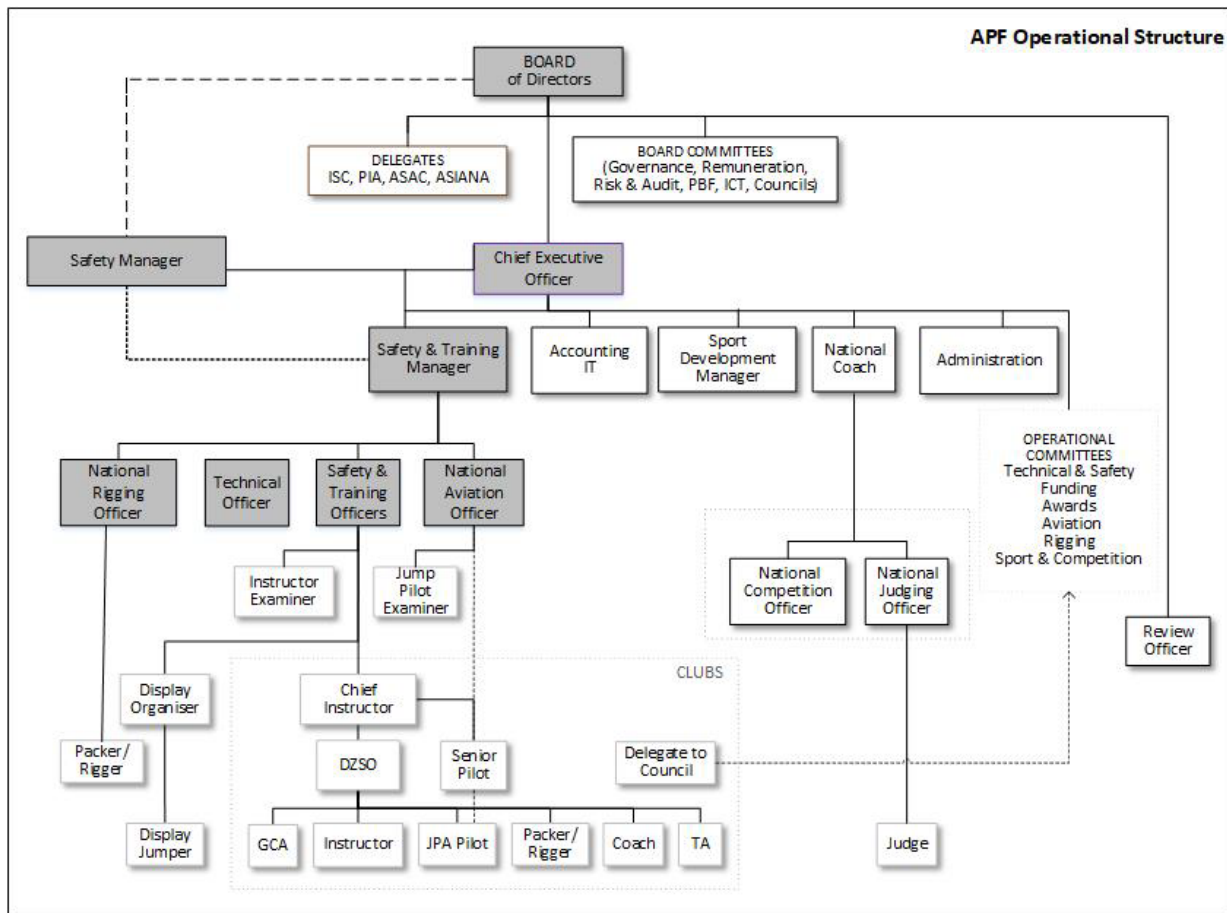 APF Operational Structure
BOARD
of Directors
DELEGATES
ISC, PIA, ASAC, ASIANA
BOARD COMMITTEES
(Governance, Remuneration,
Risk & Audit, PBF, ICT, Councils)
Safety Manager
Chief Executive
Officer
Safety & Training
Manager
Accounting
IT
Sport
Development
Manager
National
Coach
Administration
OPERATIONAL
COMMITTEES
Technical & Safety
Funding
Awards
Aviation
Rigging
Sport & Competition
National
Rigging
Officer
Technical
Officer
Safety &
Training
Officers
National
Aviation
Officer
Instructor
Examiner
Jump
Pilot
Examiner
National
Competition
Officer
National
Judging
Officer
Review
Officer
CLUBS
Display
Organiser
Chief
Instructor
Packer/
Rigger
DZSO
Senior
Pilot
Delegate to
Council
Display
Jumper
GCA
Instructor
JPA Pilot
Packer/
Rigger
Coach
TA
Judge